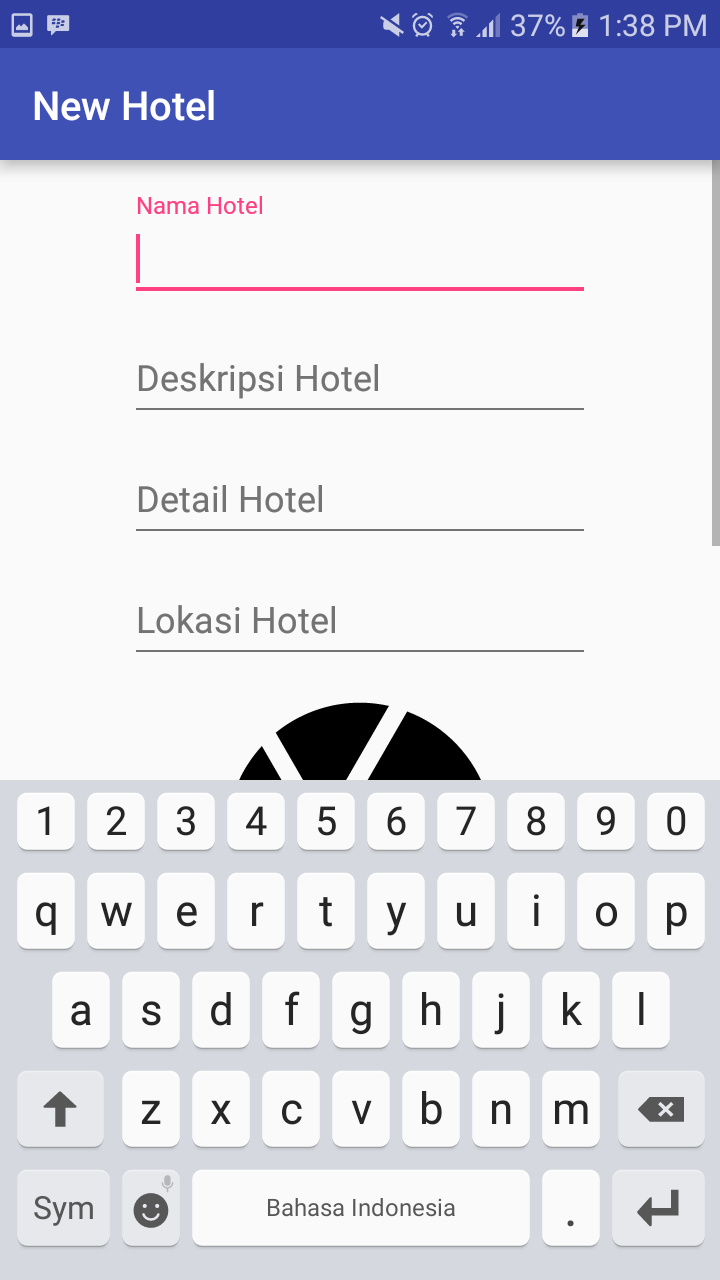 37% 1:38 PM
New Hotel
Nama Hotel
Deskripsi Hotel
Detail Hotel
Lokasi Hotel
1 2 3 4 5 6 7 8 9 0
q w e r t y u i o p
a s d f g h j k l
z x c v b n m
Sym Bahasa Indonesia .